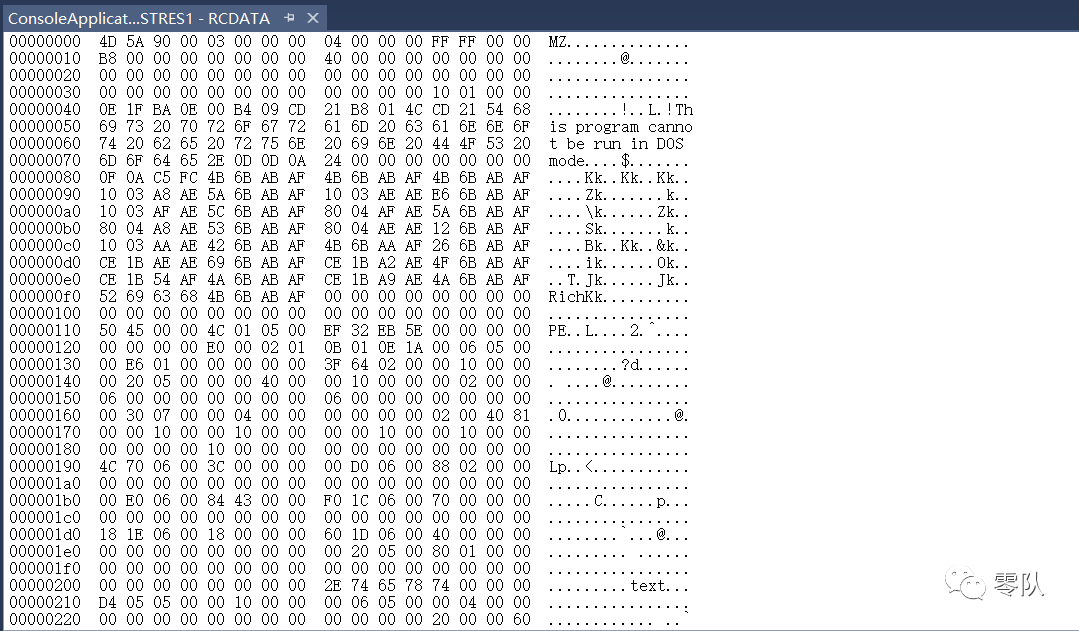 ConsoleApplicat...STRES1 - RCDATA
00000000 4D 5A 90 00 03 00 00 00 04 00 00 00 FF FF 00 00 MZ..............
00000010 B8 00 00 00 00 00 00 00 40 00 00 00 00 00 00 00 ........@.......
00000020 00 00 00 00 00 00 00 00 00 00 00 00 00 00 00 00 ................
00000030 00 00 00 00 00 00 00 00 00 00 00 00 10 01 00 00 ................
00000040 0E 1F BA 0E 00 B4 09 CD 21 B8 01 4C CD 21 54 68 ........!..L.!Th
00000050 69 73 20 70 72 6F 67 72 61 6D 20 63 61 6E 6E 6F is program canno
00000060 74 20 62 65 20 72 75 6E 20 69 6E 20 44 4F 53 20 t be run in DOS
00000070 6D 6F 64 65 2E 0D 0D 0A 24 00 00 00 00 00 00 00 mode....$.......
00000080 0F 0A C5 FC 4B 6B AB AF 4B 6B AB AF 4B 6B AB AF ....Kk..Kk..Kk..
00000090 10 03 A8 AE 5A 6B AB AF 10 03 AE AE E6 6B AB AF ....Zk.......k..
000000a0 10 03 AF AE 5C 6B AB AF 80 04 AF AE 5A 6B AB AF ....\k......Zk..
000000b0 80 04 A8 AE 53 6B AB AF 80 04 AE AE 12 6B AB AF ....Sk.......k..
000000c0 10 03 AA AE 42 6B AB AF 4B 6B AA AF 26 6B AB AF ....Bk..Kk..&k..
000000d0 CE 1B AE AE 69 6B AB AF CE 1B A2 AE 4F 6B AB AF ....ik......Ok..
000000e0 CE 1B 54 AF 4A 6B AB AF CE 1B A9 AE 4A 6B AB AF ..T.Jk......Jk..
000000f0 52 69 63 68 4B 6B AB AF 00 00 00 00 00 00 00 00 RichKk..........
00000100 00 00 00 00 00 00 00 00 00 00 00 00 00 00 00 00 ................
00000110 50 45 00 00 4C 01 05 00 EF 32 EB 5E 00 00 00 00 PE..L....2.^....
00000120 00 00 00 00 E0 00 02 01 0B 01 0E 1A 00 06 05 00 ................
00000130 00 E6 01 00 00 00 00 00 3F 64 02 00 00 10 00 00 ........?d......
00000140 00 20 05 00 00 00 40 00 00 10 00 00 00 02 00 00 . ....@.........
00000150 06 00 00 00 00 00 00 00 06 00 00 00 00 00 00 00 ................
00000160 00 30 07 00 00 04 00 00 00 00 00 00 02 00 40 81 .0............@.
00000170 00 00 10 00 00 10 00 00 00 00 10 00 00 10 00 00 ................
00000180 00 00 00 00 10 00 00 00 00 00 00 00 00 00 00 00 ................
00000190 4C 70 06 00 3C 00 00 00 00 D0 06 00 88 02 00 00 Lp..<...........
000001a0 00 00 00 00 00 00 00 00 00 00 00 00 00 00 00 00 ................
000001b0 00 E0 06 00 84 43 00 00 F0 1C 06 00 70 00 00 00 .....C......p...
000001c0 00 00 00 00 00 00 00 00 00 00 00 00 00 00 00 00 ................
000001d0 18 1E 06 00 18 00 00 00 60 1D 06 00 40 00 00 00 ........`...@...
000001e0 00 00 00 00 00 00 00 00 00 20 05 00 80 01 00 00 ......... ......
000001f0 00 00 00 00 00 00 00 00 00 00 00 00 00 00 00 00 ................
00000200 00 00 00 00 00 00 00 00 2E 74 65 78 74 00 00 00 .........text...
00000210 D4 05 05 00 00 10 00 00 00 06 05 00 00 04 00 00 ................
00000220 00 00 00 00 00 00 00 00 00 00 00 00 20 00 00 60 ............ ..`
零队